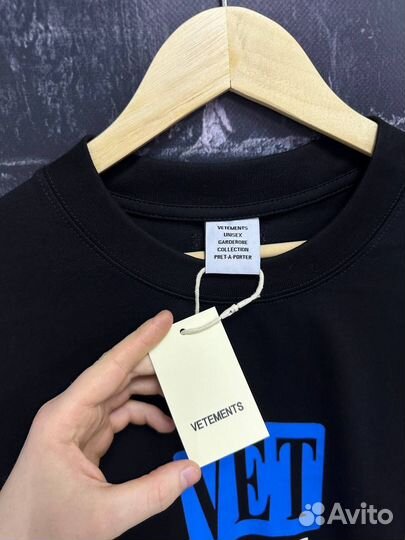 VETEMENTS
UNISEX
GARDEROBE
COLLECTION
PRET-A-PORTER
VETEMENTS
VET
Avito